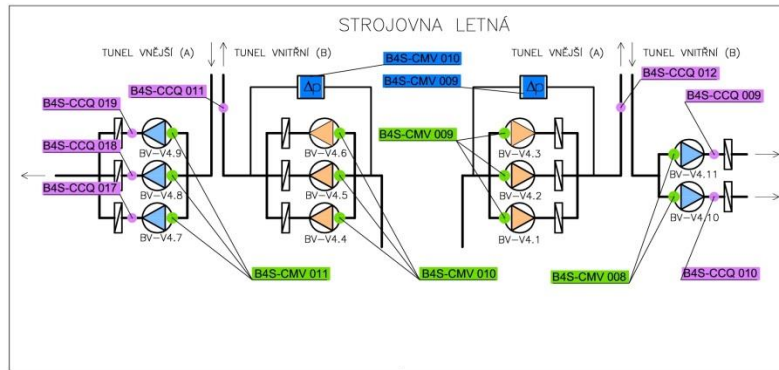 STROJOVNA LETNÁ
TUNEL VNĚJŠÍ (A)
TUNEL VNITŘNÍ (B)
TUNEL VNĚJŠÍ (A)
TUNEL VNITŘNÍ (B)
B4S-CMV 010
B4S-CMV 009
Δp
Δp
B4S-CCQ 019
B4S-CCQ 011
B4S-CCQ 012
B4S-CCQ 009
B4S-CCQ 018
B4S-CMV 009
B4S-CCQ 017
BV-V4.9
BV-V4.6
BV-V4.3
BV-V4.11
BV-V4.8
BV-V4.5
BV-V4.2
BV-V4.10
BV-V4.7
BV-V4.4
BV-V4.1
B4S-CMV 011
B4S-CMV 010
B4S-CMV 008
B4S-CCQ 010